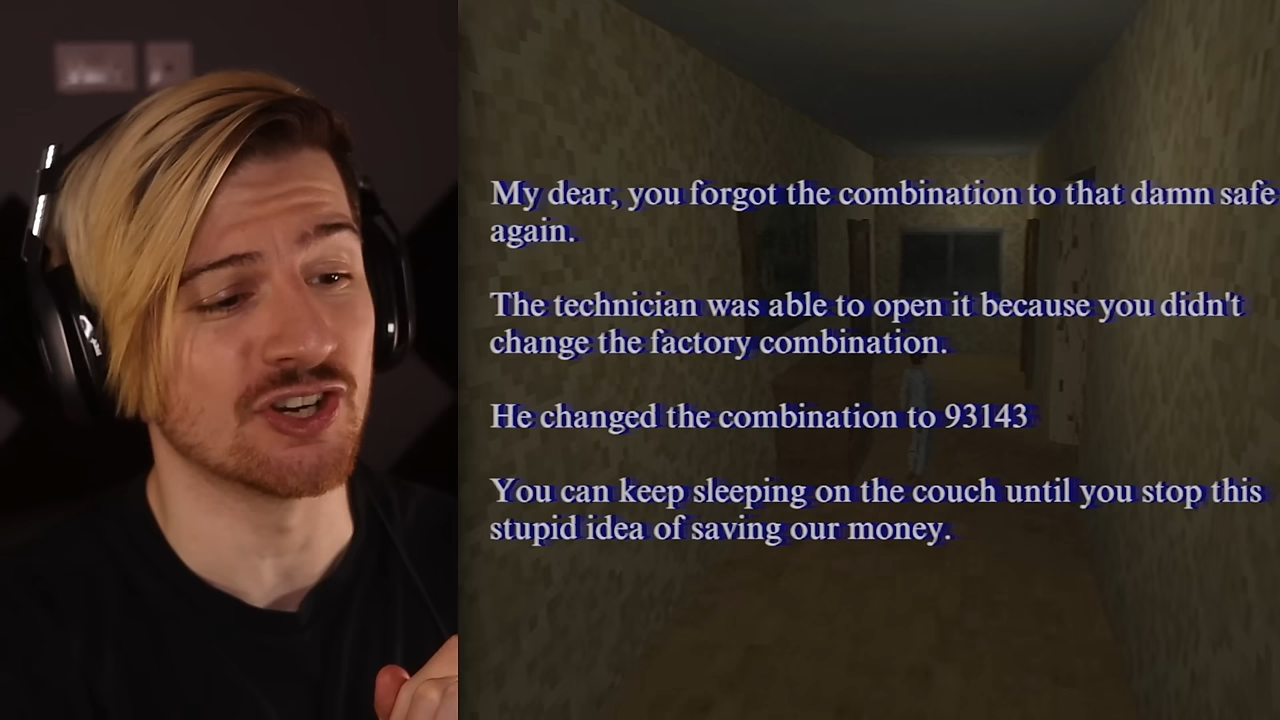 My dear, you forgot the combination to that damn safe
again.
The technician was able to open it because you didn't
change the factory combination.
He changed the combination to 93143
You can keep sleeping on the couch until you stop this
stupid idea of saving our money.